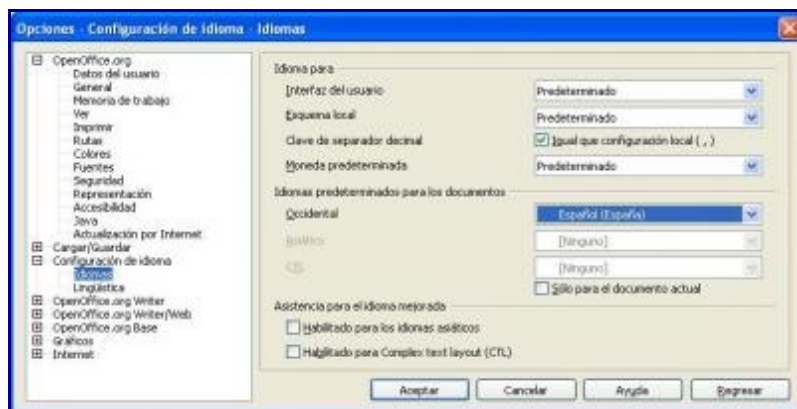 Opciones - Configuración de idioma - Idiomas
OpenOffice.org
Datos del usuario
General
Memoria de trabajo
Ver
Imprimir
Rutas
Colores
Fuentes
Seguridad
Representación
Accesibilidad
Java
Actualización por Internet
Cargar/Guardar
Configuración de idioma
Idiomas
Lingüística
OpenOffice.org Writer
OpenOffice.org Writer/Web
OpenOffice.org Base
Gráficos
Internet
Idioma para
Interfaz del usuario Predeterminado
Esquema local Predeterminado
Clave de separador decimal Igual que configuración local ( , )
Moneda predeterminada Predeterminado
Idiomas predeterminados para los documentos
Occidental Español (España)
Asiático [Ninguno]
CTL [Ninguno]
Sólo para el documento actual
Asistencia para el idioma mejorada
Habilitado para los idiomas asiáticos
Habilitado para Complex text layout (CTL)
Aceptar Cancelar Ayuda Regresar